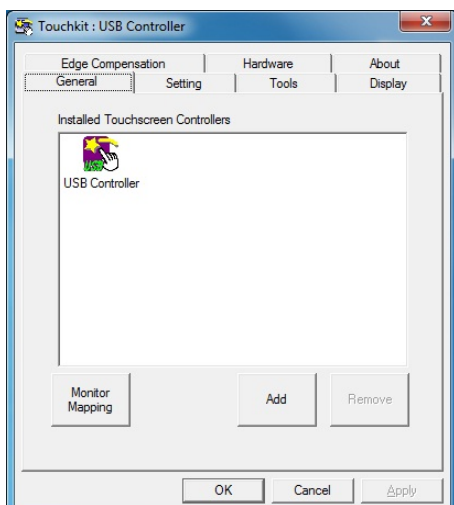 Touchkit : USB Controller
Edge Compensation Hardware About
General Setting Tools Display
Installed Touchscreen Controllers
USB
USB Controller
Monitor
Mapping
Add
Remove
OK Cancel Apply